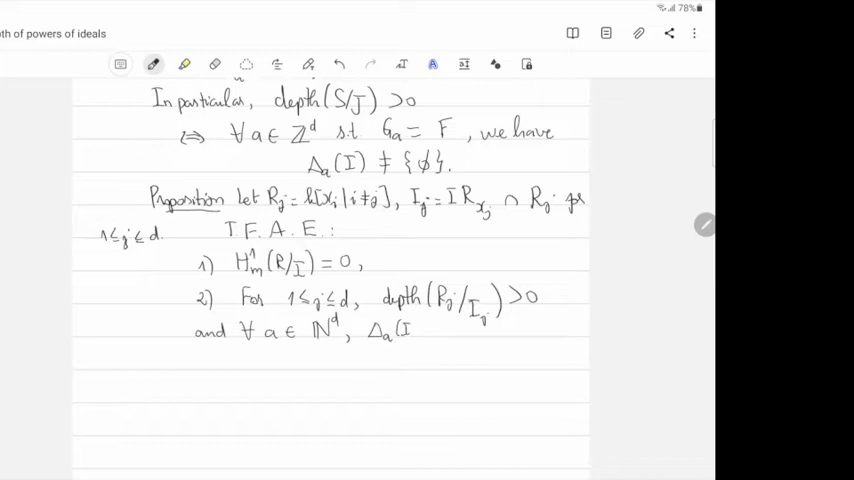 78%
th of powers of ideals
In particular, depth(S/J) >0
⇔ ∀ a ∈ ℤ^d s.t G_a = F, we have
Δ_a(I) ≠ {∅}.
Proposition let R_j = k[x_i | i≠j], I_j = I R_{x_j} ∩ R_j for
1≤j≤d. T.F.A.E.:
1) H^1_m(R/I) = 0,
2) For 1≤j≤d, depth(R_j/I_j) >0
and ∀ a ∈ ℕ^d, Δ_a(I